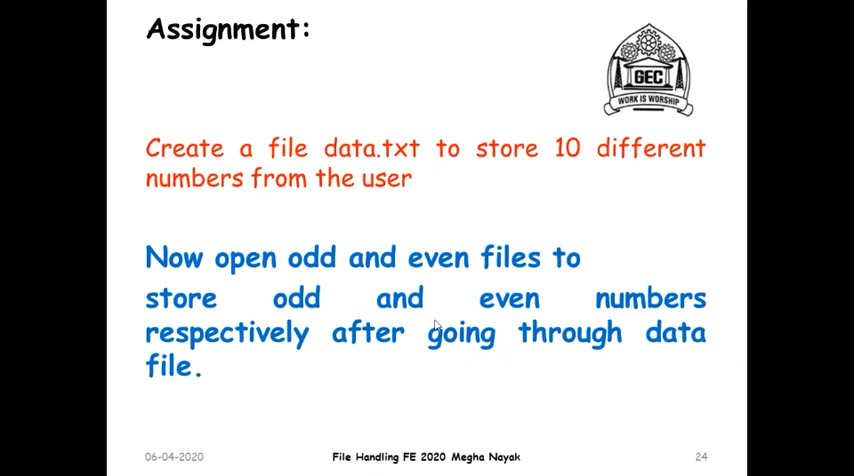 Assignment:
GEC
WORK IS WORSHIP
Create a file data.txt to store 10 different
numbers from the user
Now open odd and even files to
store odd and even numbers
respectively after going through data
file.
06-04-2020
File Handling FE 2020 Megha Nayak
24